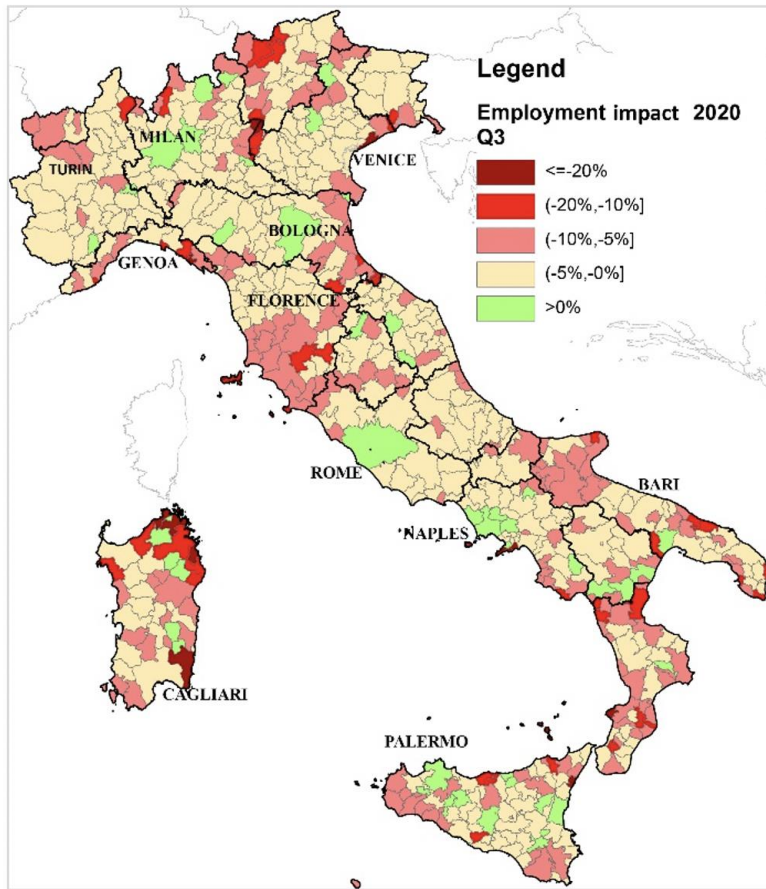 Legend
Employment impact 2020
Q3
<=-20%
(-20%,-10%]
(-10%,-5%]
(-5%,-0%]
>0%
MILAN
TURIN
VENICE
BOLOGNA
GENOA
FLORENCE
ROME
BARI
NAPLES
CAGLIARI
PALERMO